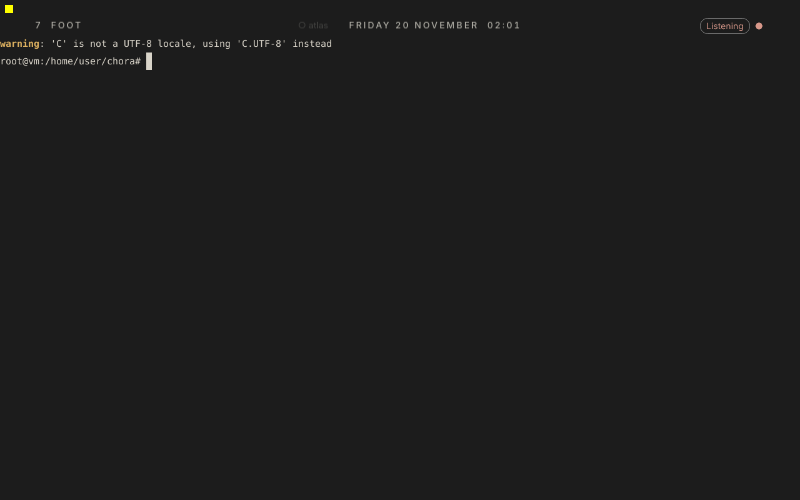 7 FOOT
atlas
FRIDAY 20 NOVEMBER 02:01
Listening
warning: 'C' is not a UTF-8 locale, using 'C.UTF-8' instead
root@vm:/home/user/chora#